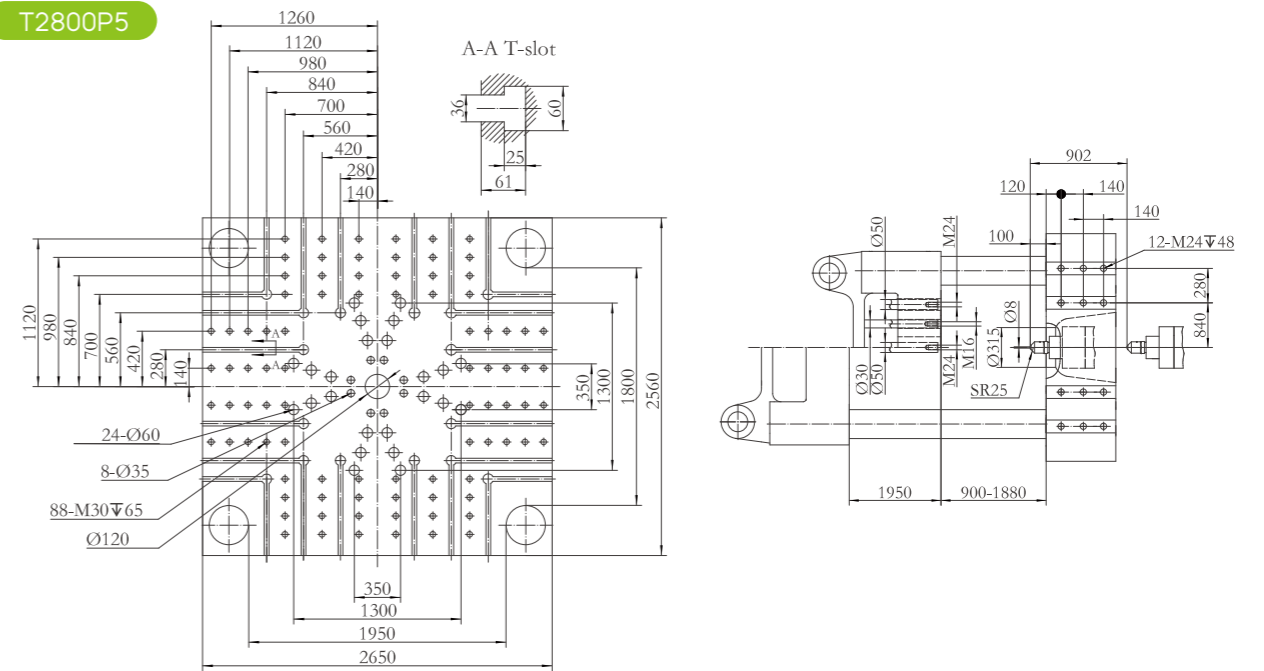 T2800P5
1260
1120
980
840
700
560
420
280
140
A-A T-slot
36
60
25
61
1120
980
840
700
560
420
280
140
A
A
350
1300
1800
2560
24-Ø60
8-Ø35
88-M30↧65
Ø120
350
1300
1950
2650
902
120
140
140
100
12-M24↧48
Ø50
M24
280
840
Ø8
Ø315
M16
M24
Ø30
Ø50
SR25
1950
900-1880